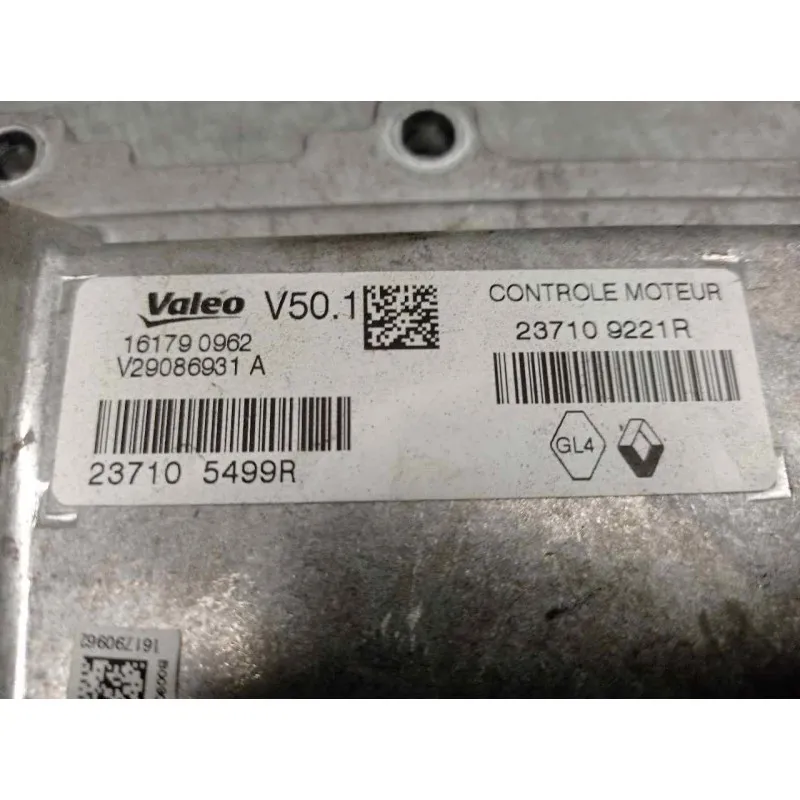 Valeo V50.1
16179 0962
V29086931 A
23710 5499R
CONTROLE MOTEUR
23710 9221R
GL4
161790962